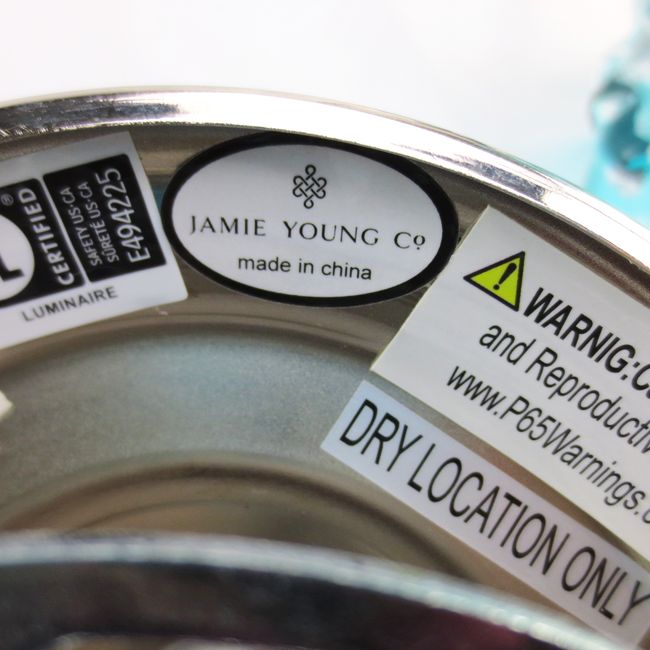 L
®
CERTIFIED
SAFETY US-CA
SÛRETÉ US-CA
E494225
LUMINAIRE
JAMIE YOUNG Cº
made in china
WARNIG:
and Reproductive
www.P65Warnings.
DRY LOCATION ONLY